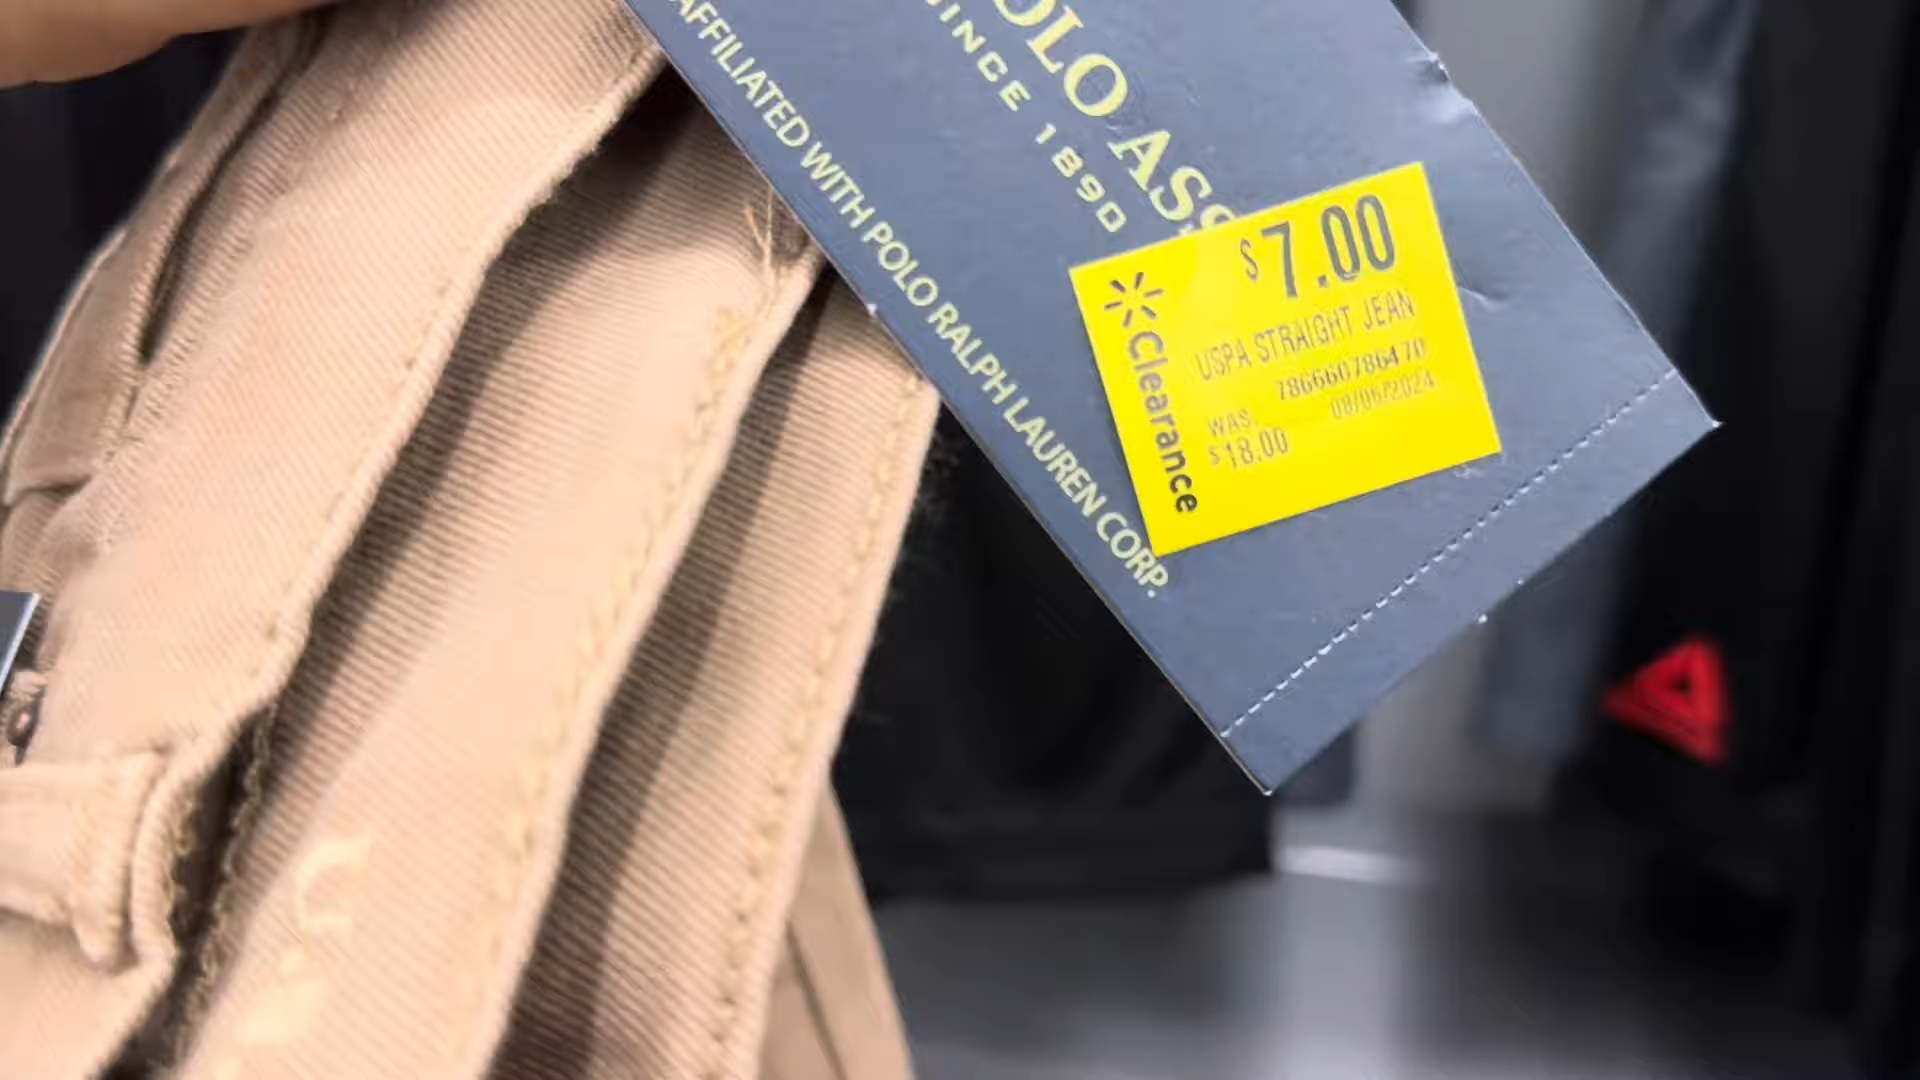 OLO ASS
SINCE 1890
AFFILIATED WITH POLO RALPH LAUREN CORP.
$7.00
USPA STRAIGHT JEAN
WAS
$18.00
Clearance